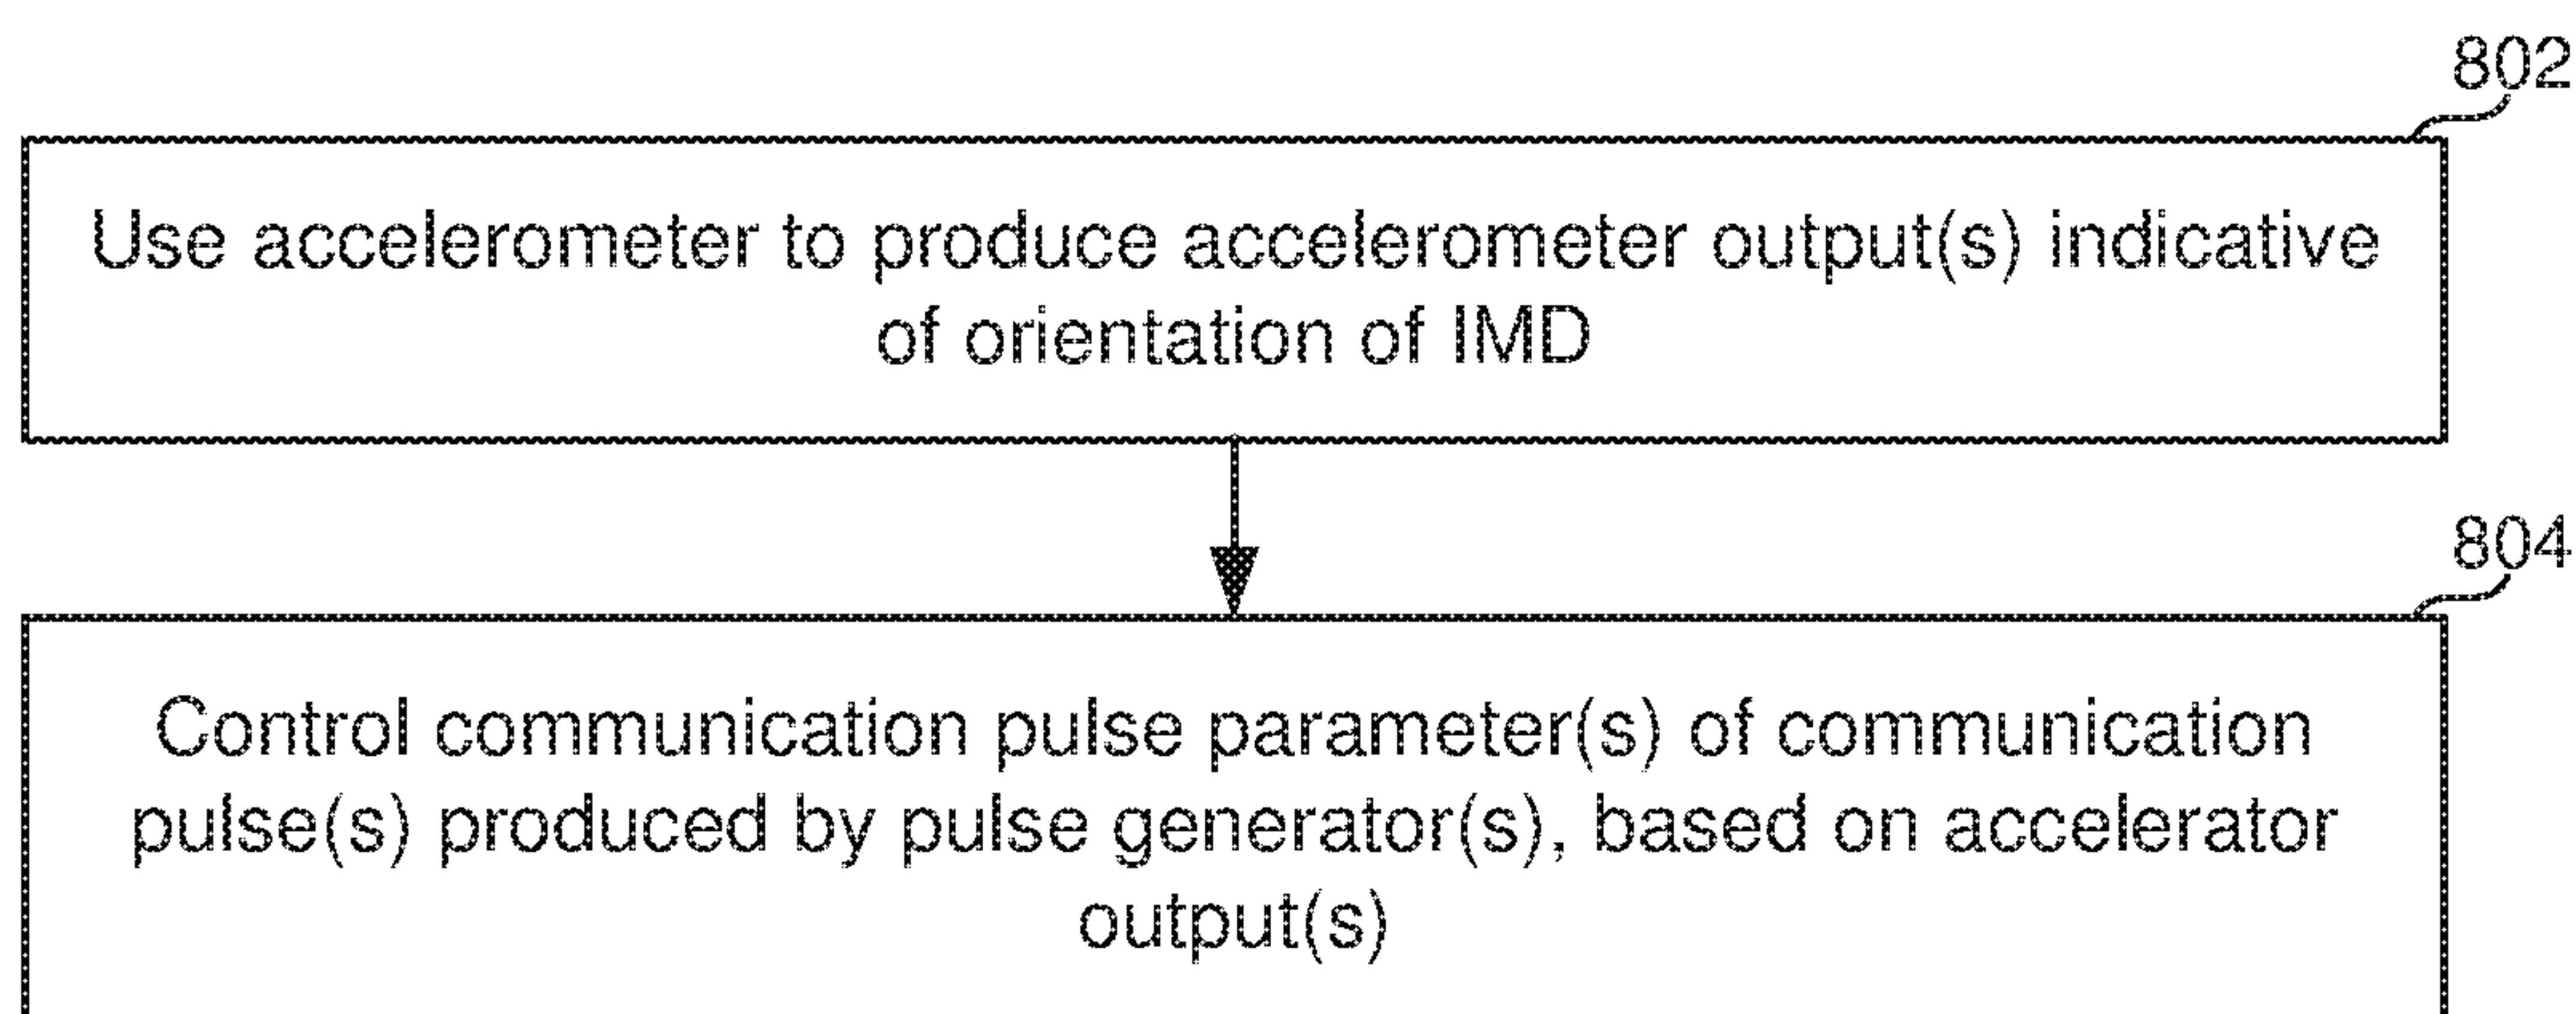 802
Use accelerometer to produce accelerometer output(s) indicative
of orientation of IMD
804
Control communication pulse parameter(s) of communication
pulse(s) produced by pulse generator(s), based on accelerator
output(s)